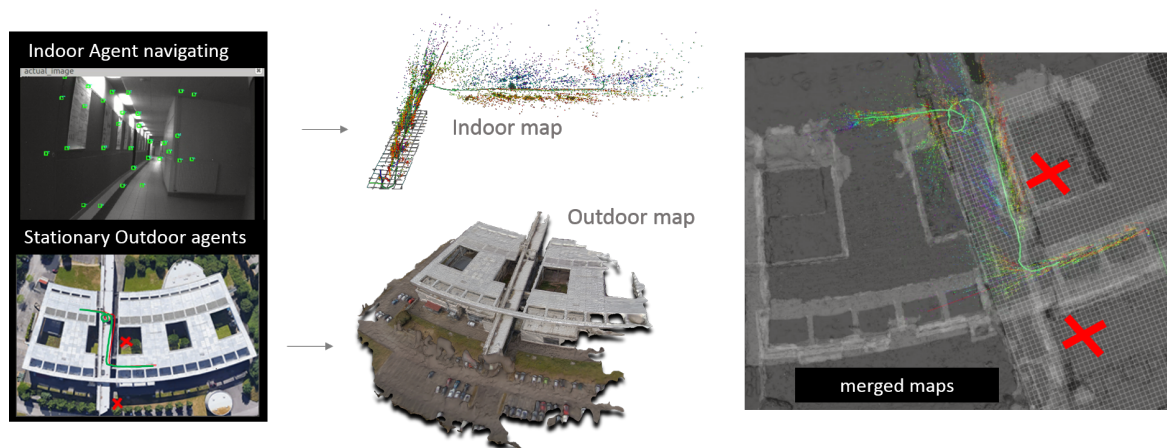 Indoor Agent navigating
actual_image
Stationary Outdoor agents
Indoor map
Outdoor map
merged maps